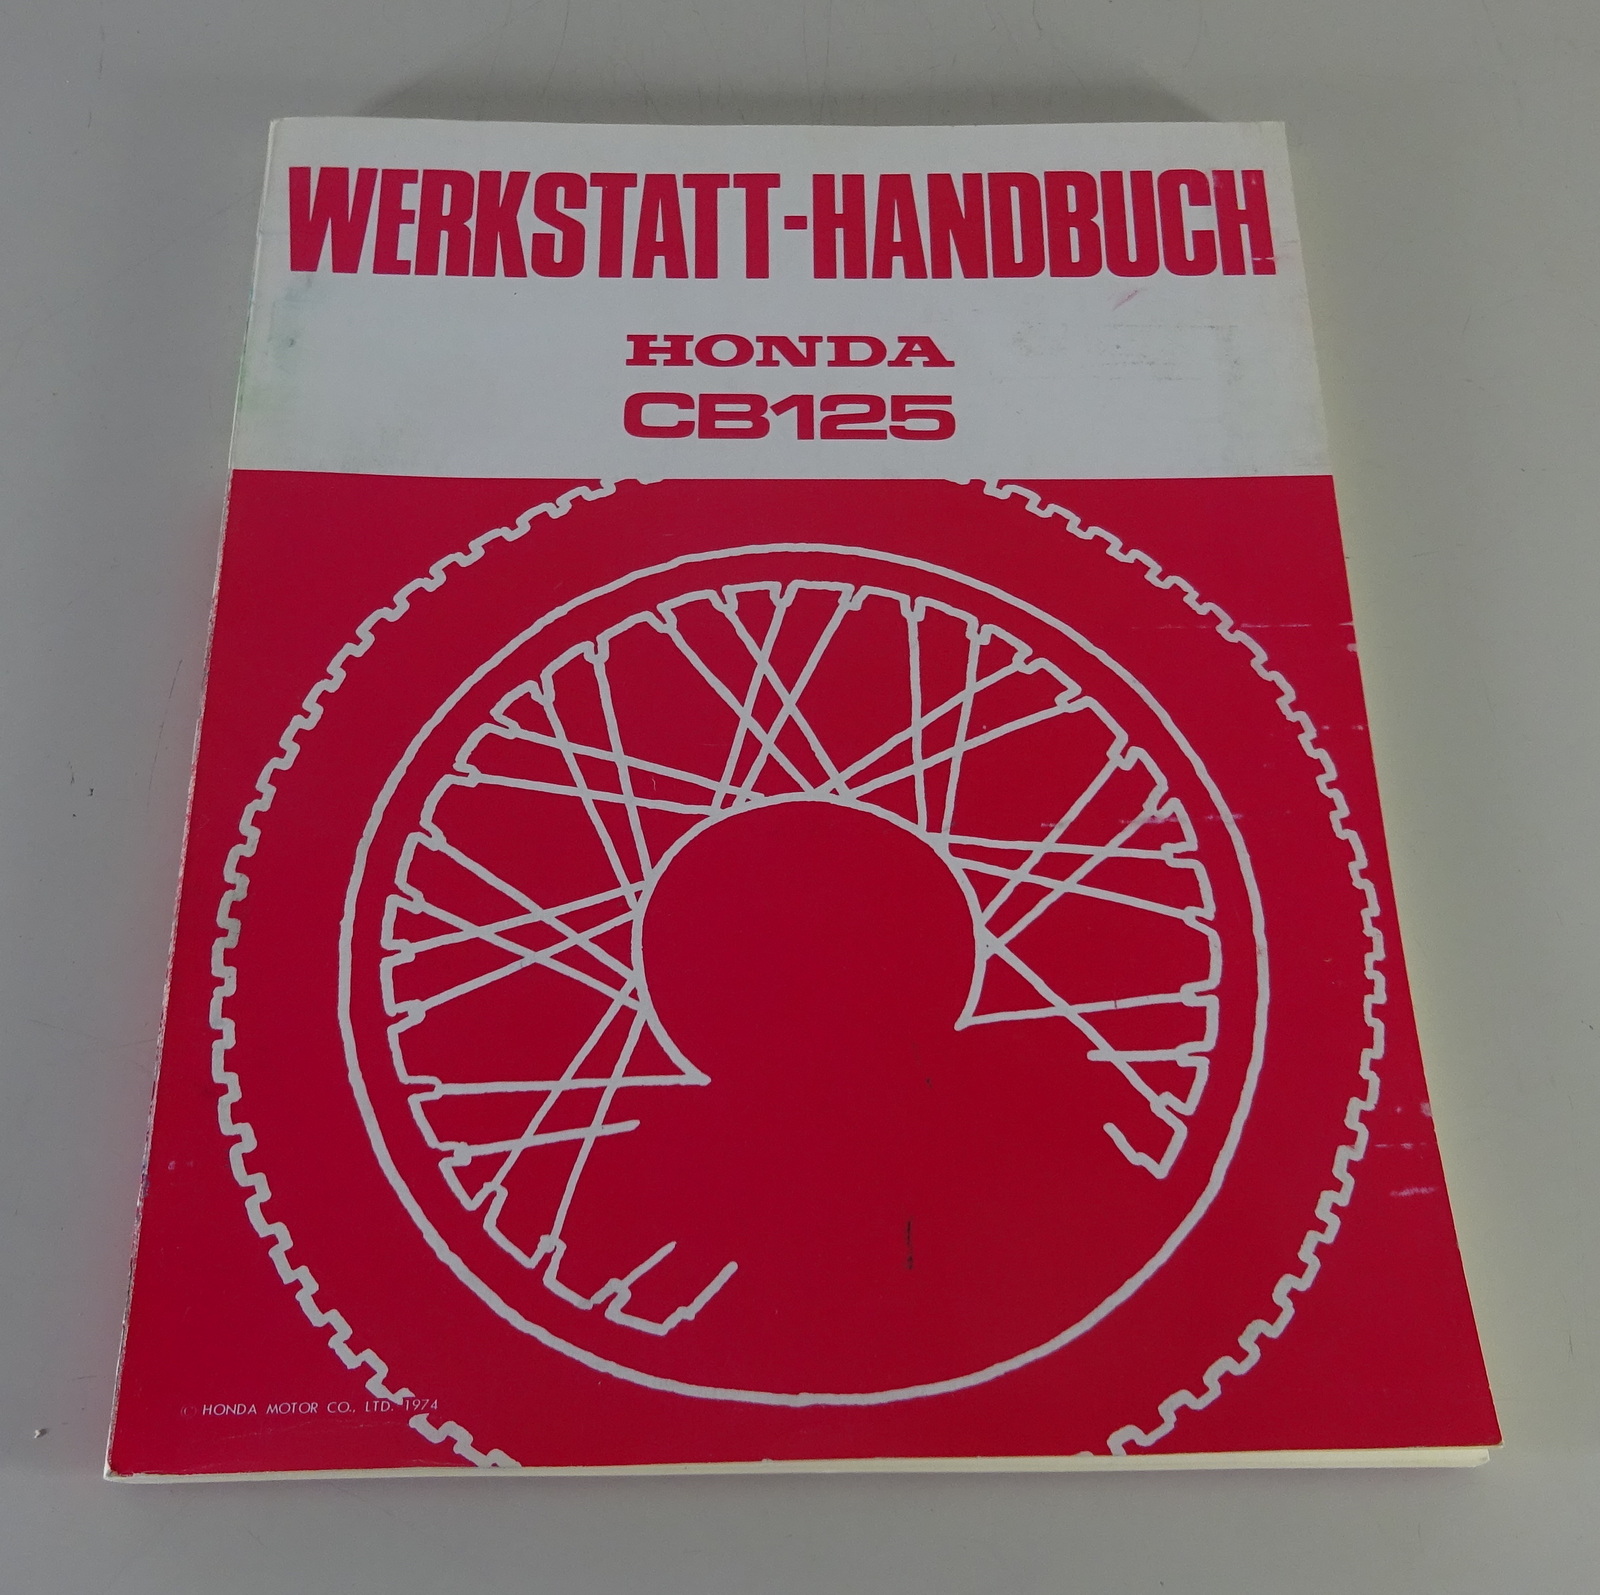 WERKSTATT-HANDBUCH
HONDA
CB125
© HONDA MOTOR CO., LTD. 1974